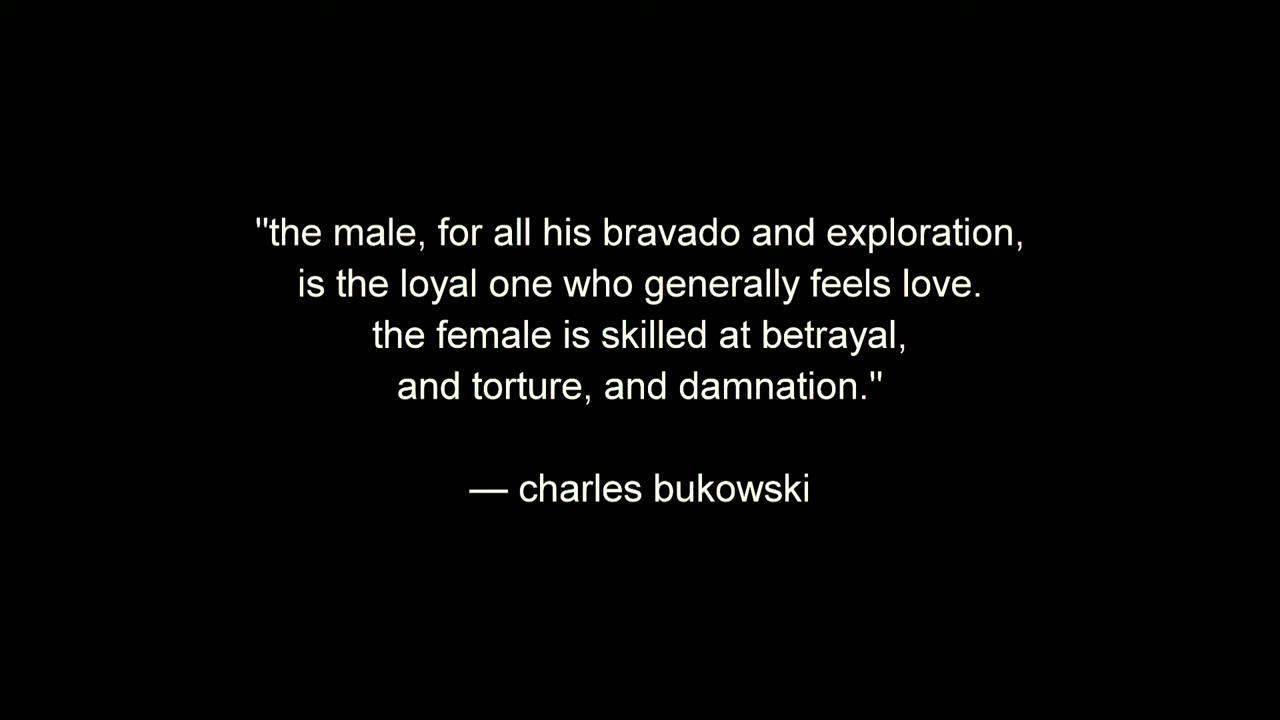 "the male, for all his bravado and exploration,
is the loyal one who generally feels love.
the female is skilled at betrayal,
and torture, and damnation."
— charles bukowski